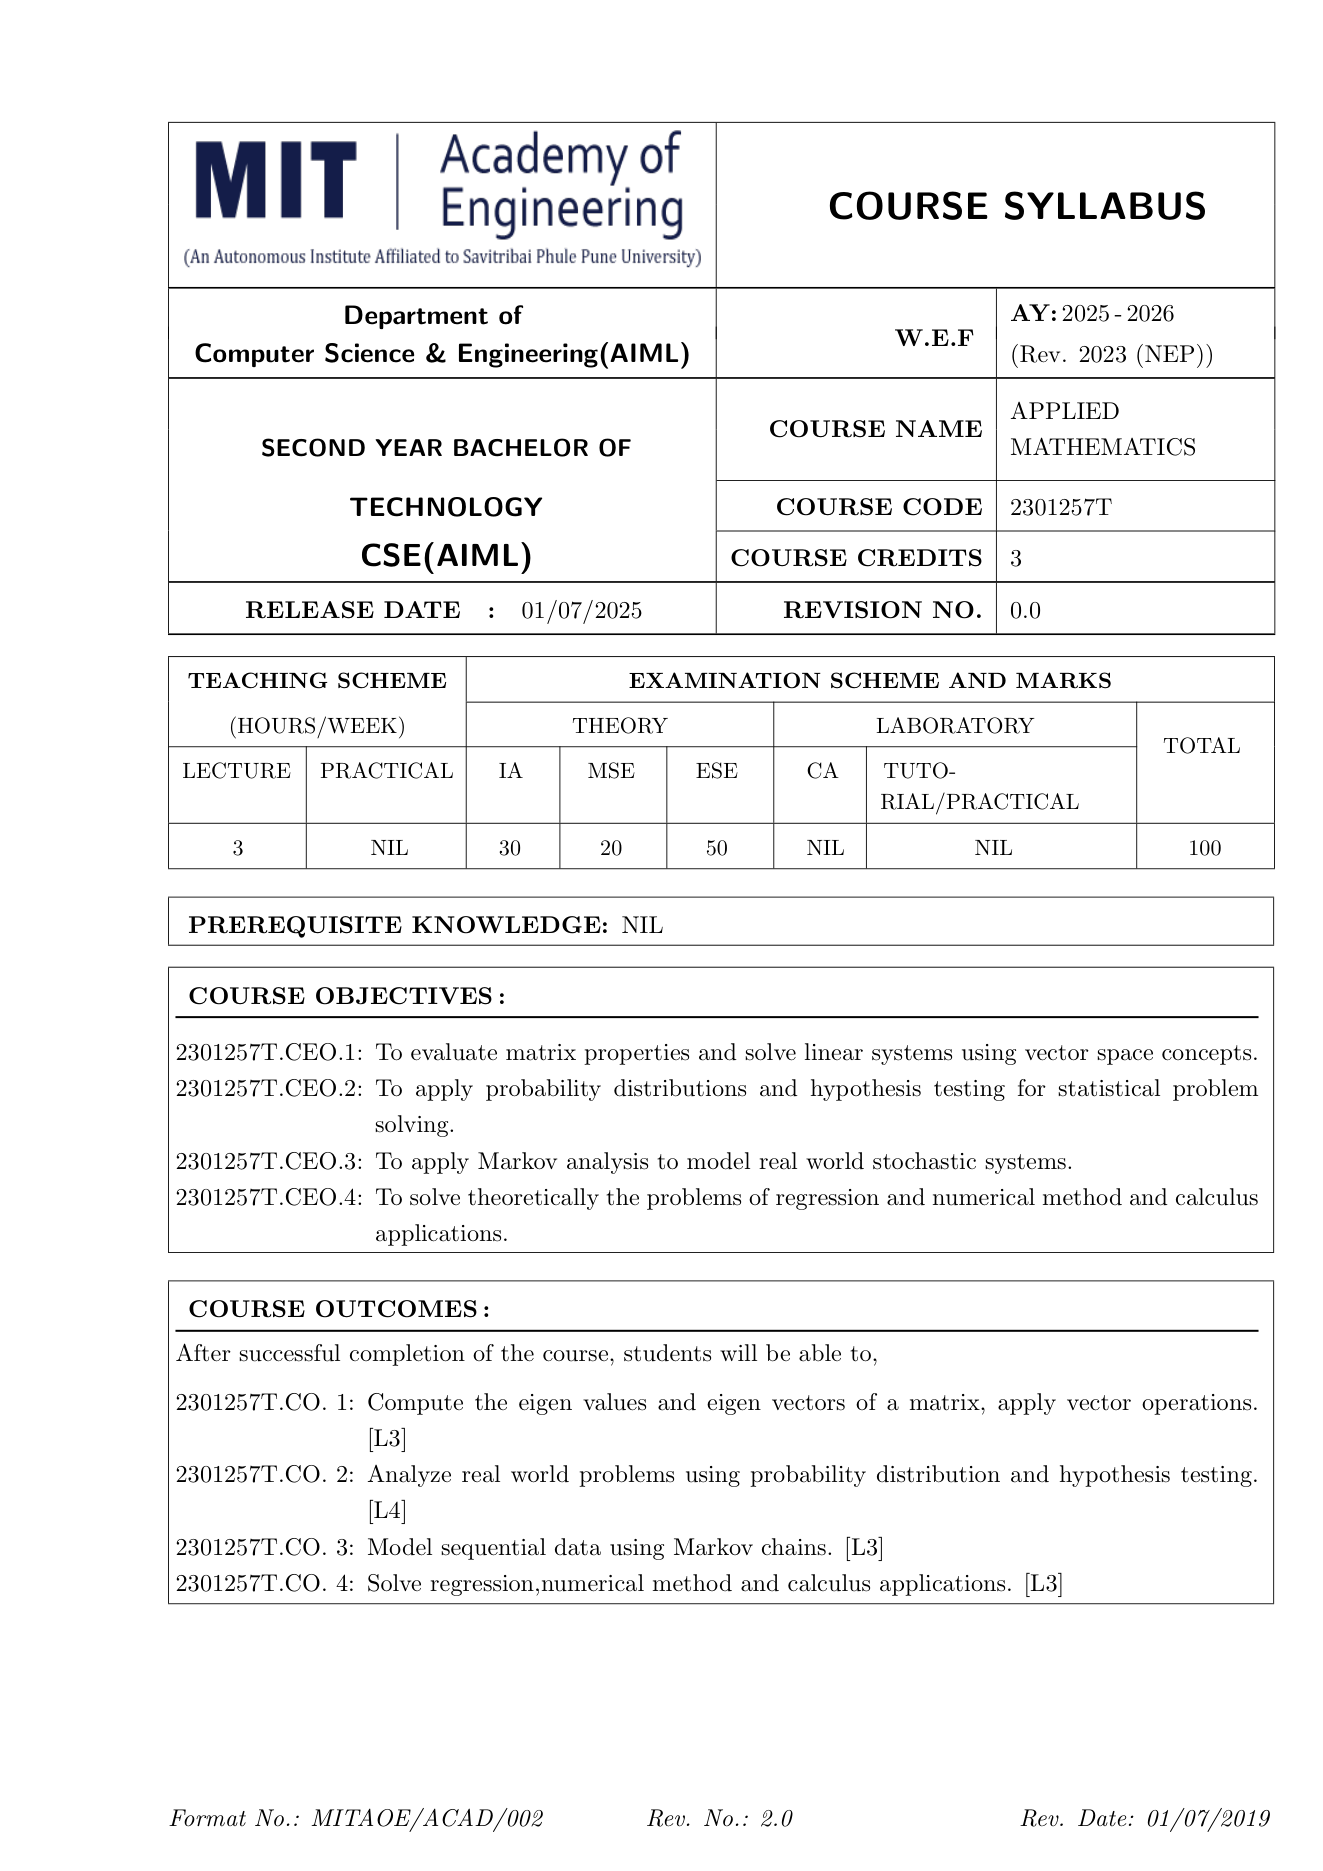 MIT
Academy of
Engineering
(An Autonomous Institute Affiliated to Savitribai Phule Pune University)
COURSE SYLLABUS
Department of
Computer Science & Engineering(AIML)
W.E.F
AY: 2025 - 2026
(Rev. 2023 (NEP))
SECOND YEAR BACHELOR OF
TECHNOLOGY
CSE(AIML)
COURSE NAME
APPLIED
MATHEMATICS
COURSE CODE
2301257T
COURSE CREDITS
3
RELEASE DATE : 01/07/2025
REVISION NO.
0.0
TEACHING SCHEME
EXAMINATION SCHEME AND MARKS
(HOURS/WEEK)
THEORY
LABORATORY
TOTAL
LECTURE
PRACTICAL
IA
MSE
ESE
CA
TUTO-
RIAL/PRACTICAL
3
NIL
30
20
50
NIL
NIL
100
PREREQUISITE KNOWLEDGE: NIL
COURSE OBJECTIVES :
2301257T.CEO.1: To evaluate matrix properties and solve linear systems using vector space concepts.
2301257T.CEO.2: To apply probability distributions and hypothesis testing for statistical problem
solving.
2301257T.CEO.3: To apply Markov analysis to model real world stochastic systems.
2301257T.CEO.4: To solve theoretically the problems of regression and numerical method and calculus
applications.
COURSE OUTCOMES :
After successful completion of the course, students will be able to,
2301257T.CO. 1: Compute the eigen values and eigen vectors of a matrix, apply vector operations.
[L3]
2301257T.CO. 2: Analyze real world problems using probability distribution and hypothesis testing.
[L4]
2301257T.CO. 3: Model sequential data using Markov chains. [L3]
2301257T.CO. 4: Solve regression,numerical method and calculus applications. [L3]
Format No.: MITAOE/ACAD/002
Rev. No.: 2.0
Rev. Date: 01/07/2019